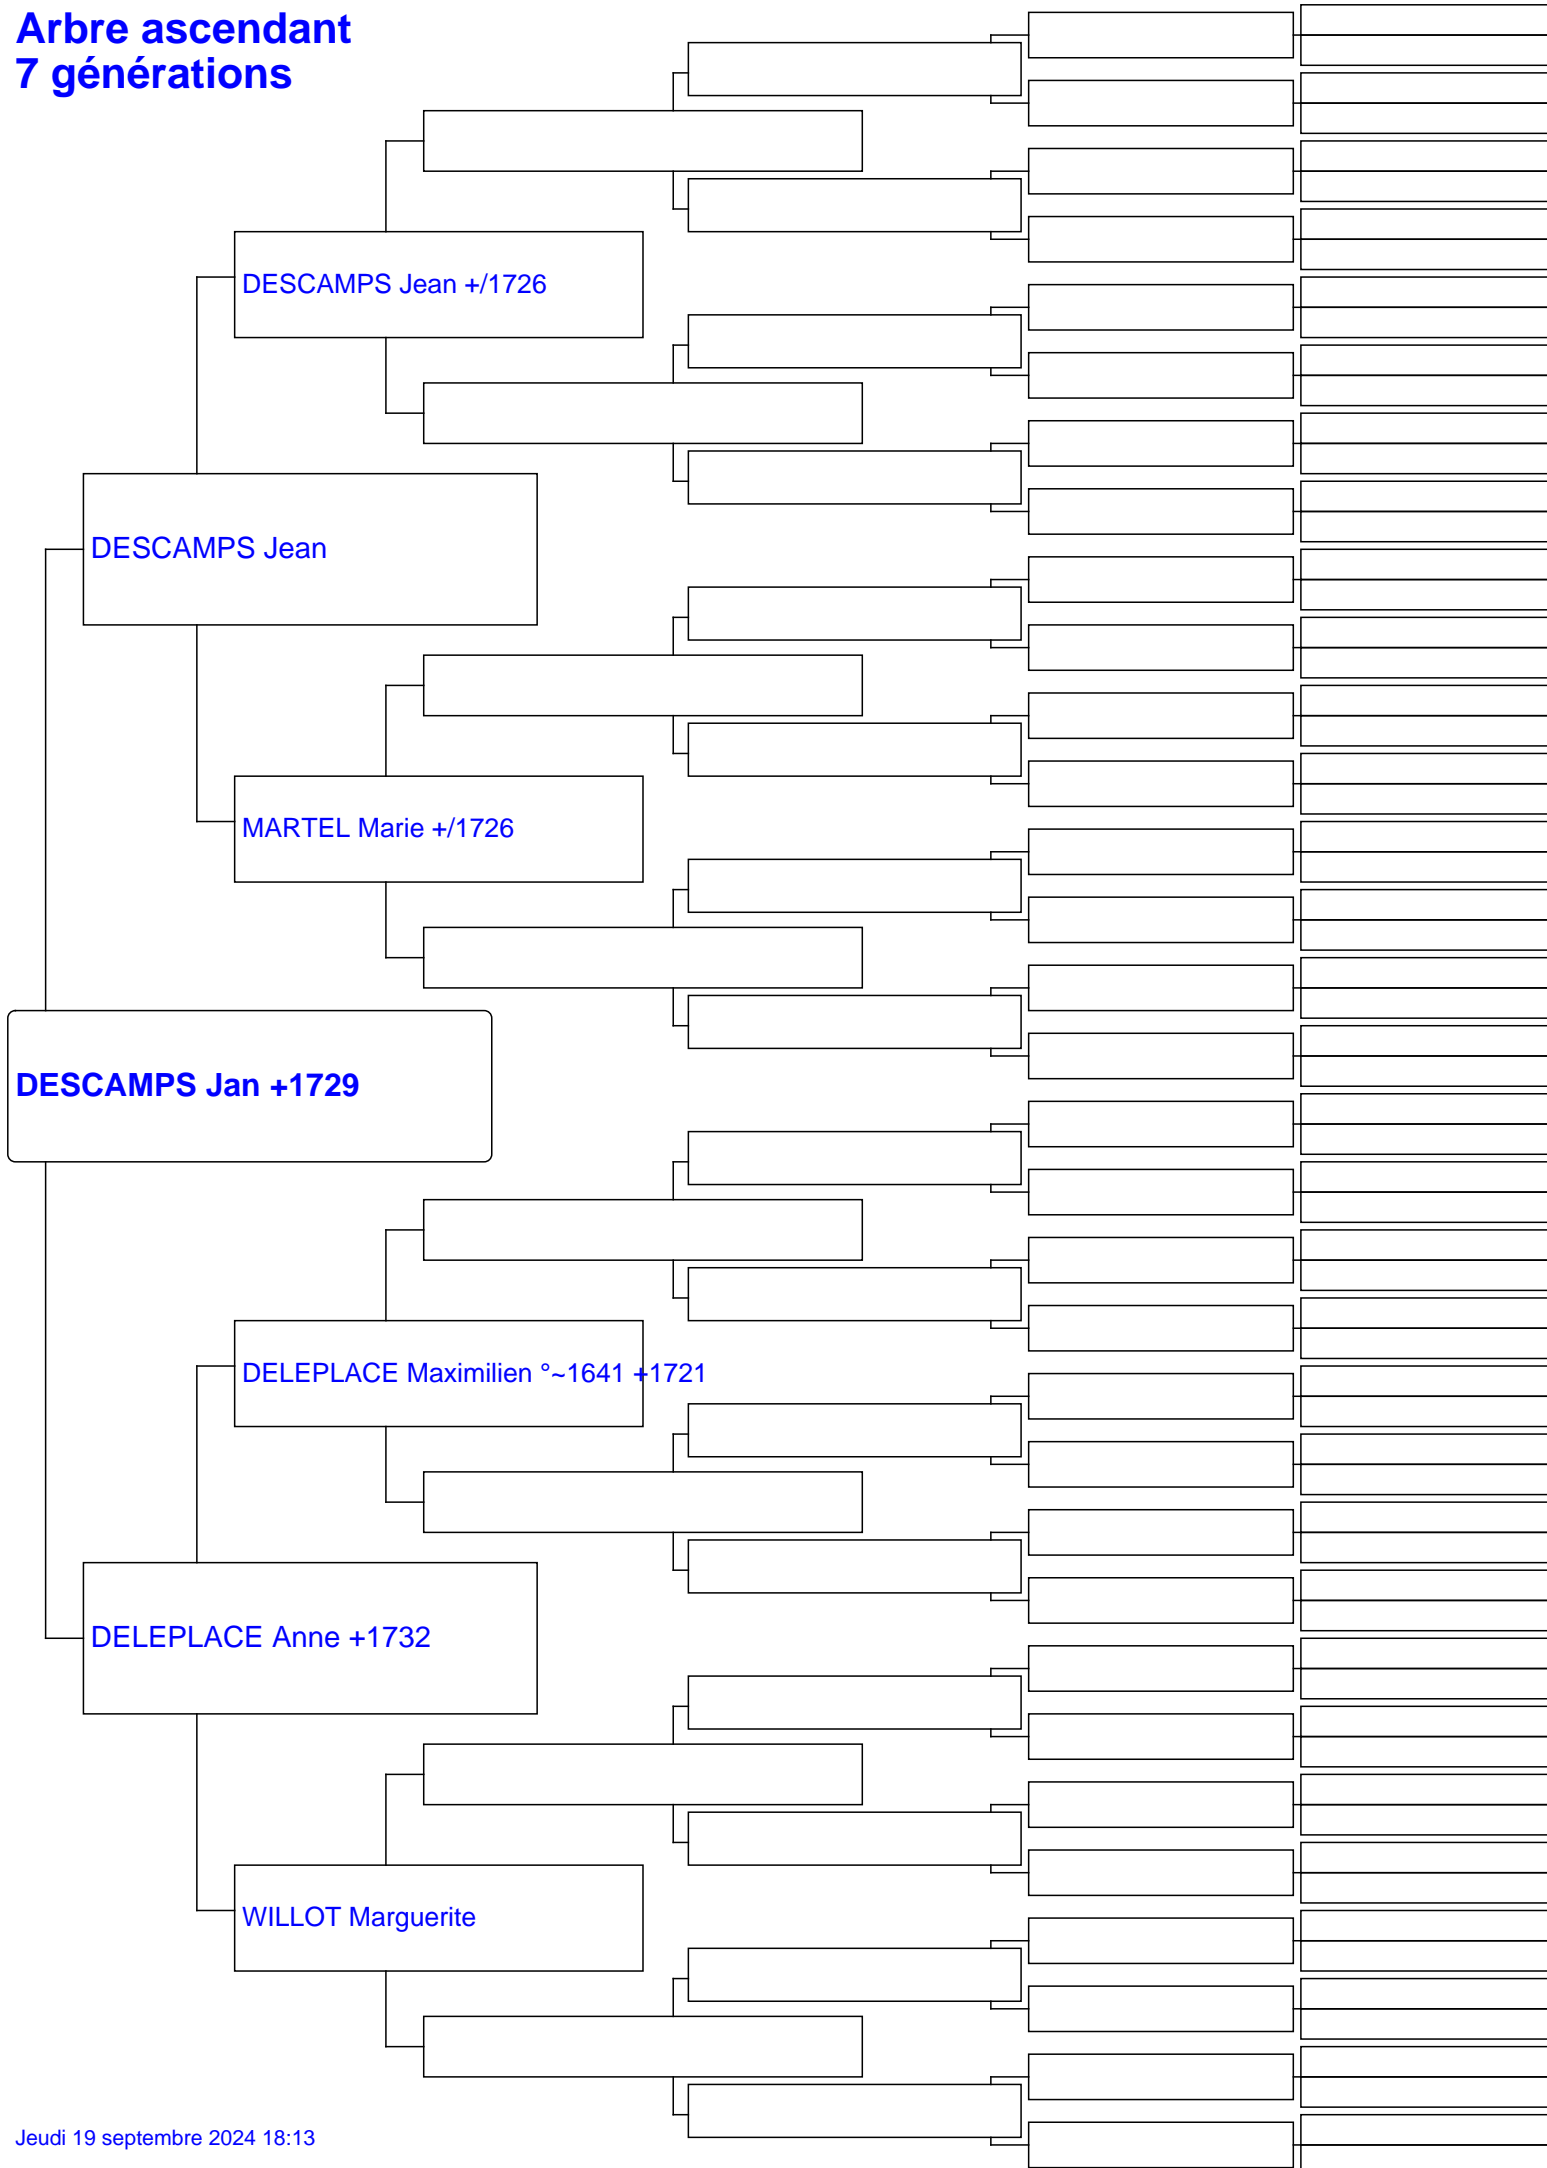 Arbre ascendant
7 générations
DESCAMPS Jean +/1726
DESCAMPS Jean
MARTEL Marie +/1726
DESCAMPS Jan +1729
DELEPLACE Maximilien °~1641 +1721
DELEPLACE Anne +1732
WILLOT Marguerite
Jeudi 19 septembre 2024 18:13